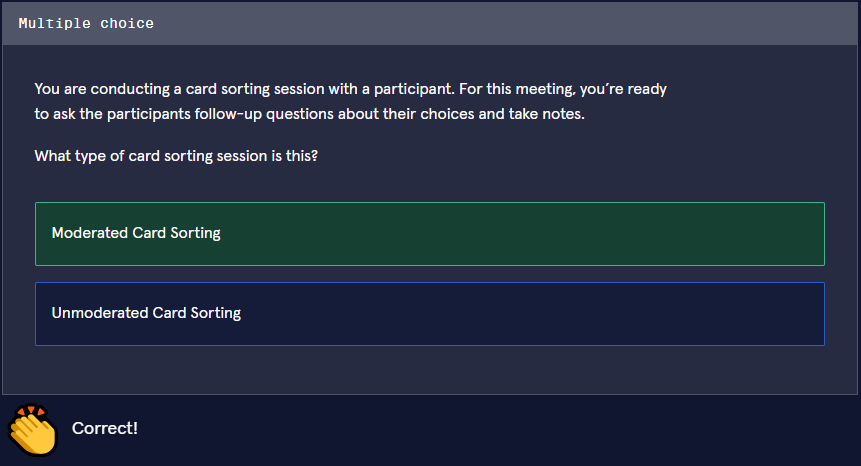 Multiple choice
You are conducting a card sorting session with a participant. For this meeting, you’re ready
to ask the participants follow-up questions about their choices and take notes.
What type of card sorting session is this?
Moderated Card Sorting
Unmoderated Card Sorting
Correct!